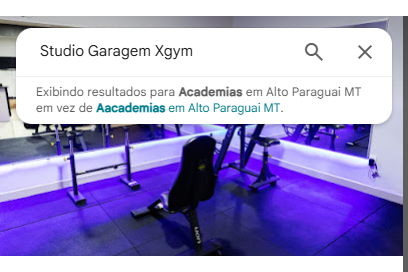 Studio Garagem Xgym
Exibindo resultados para Academias em Alto Paraguai MT
em vez de Aacademias em Alto Paraguai MT.